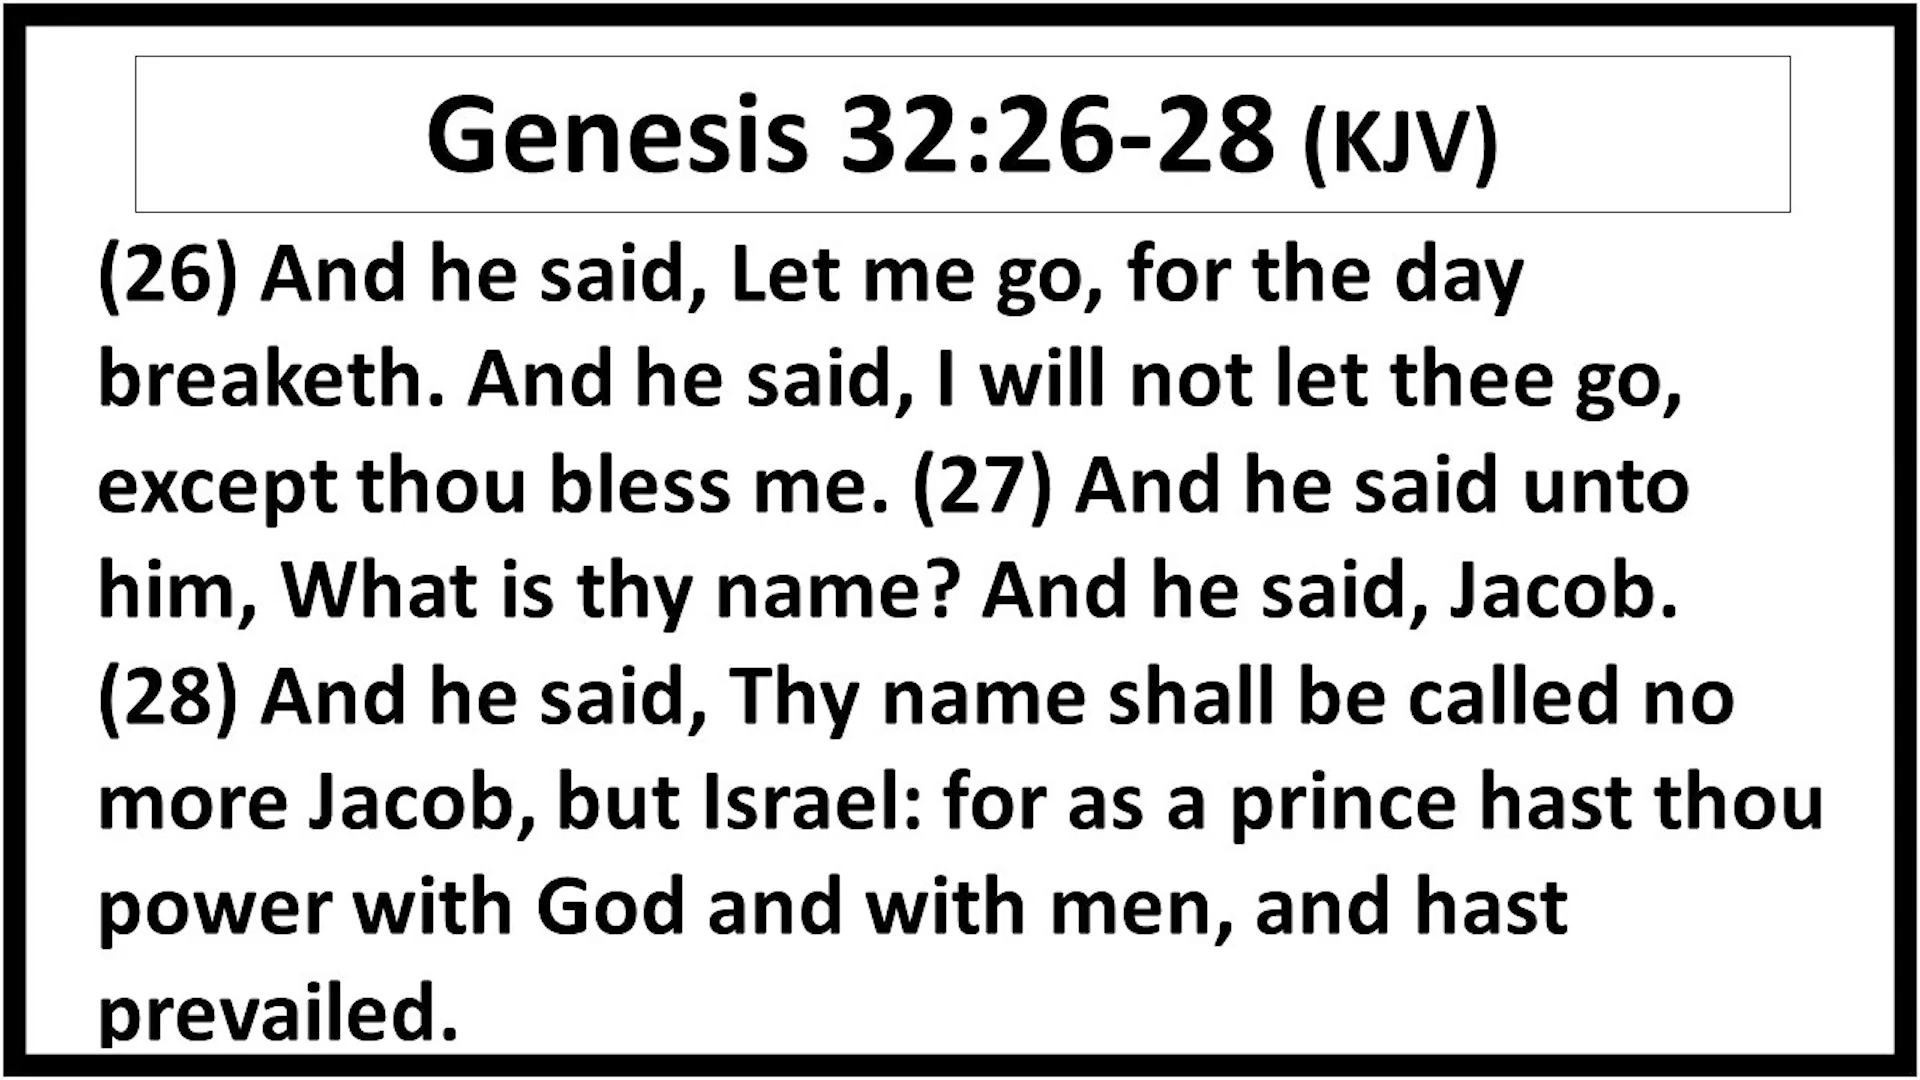 Genesis 32:26-28 (KJV)
(26) And he said, Let me go, for the day
breaketh. And he said, I will not let thee go,
except thou bless me. (27) And he said unto
him, What is thy name? And he said, Jacob.
(28) And he said, Thy name shall be called no
more Jacob, but Israel: for as a prince hast thou
power with God and with men, and hast
prevailed.